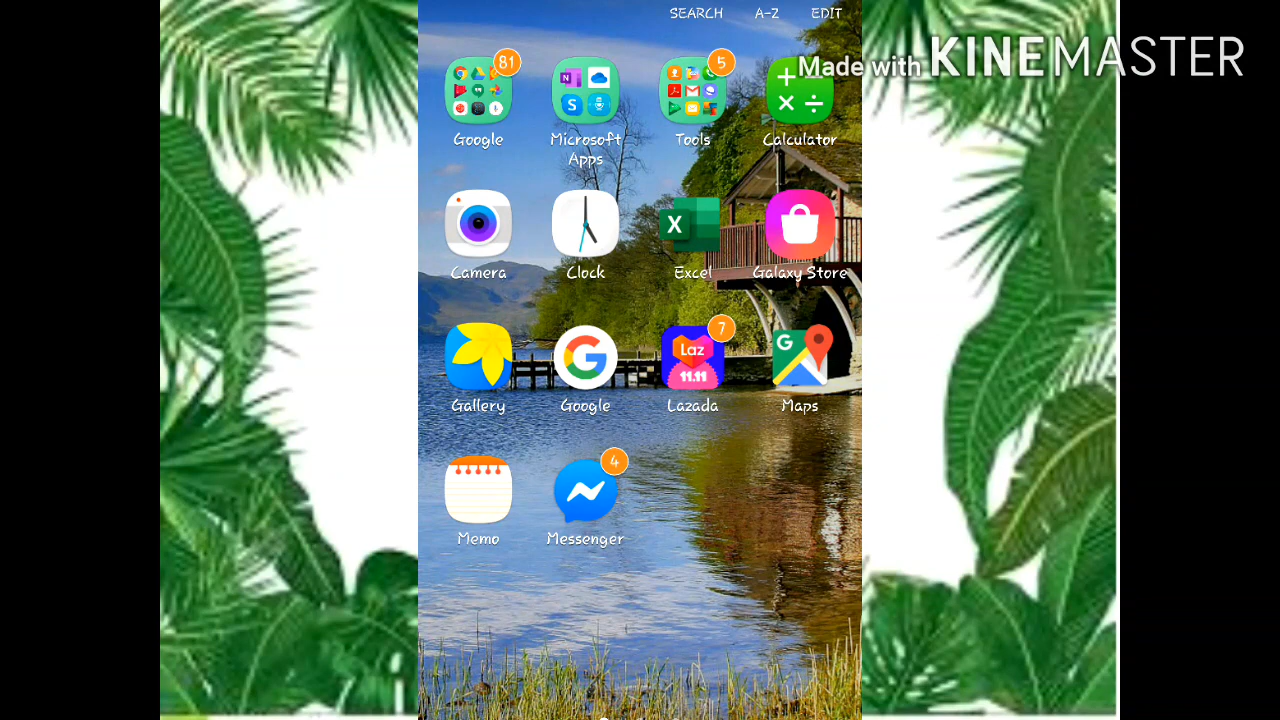 SEARCH A-Z EDIT
Made with KINEMASTER
81
5
Google
Microsoft
Apps
Tools
Calculator
Camera
Clock
X
Excel
Galaxy Store
7
Laz
11.11
G
Gallery
Google
Lazada
Maps
4
Memo
Messenger